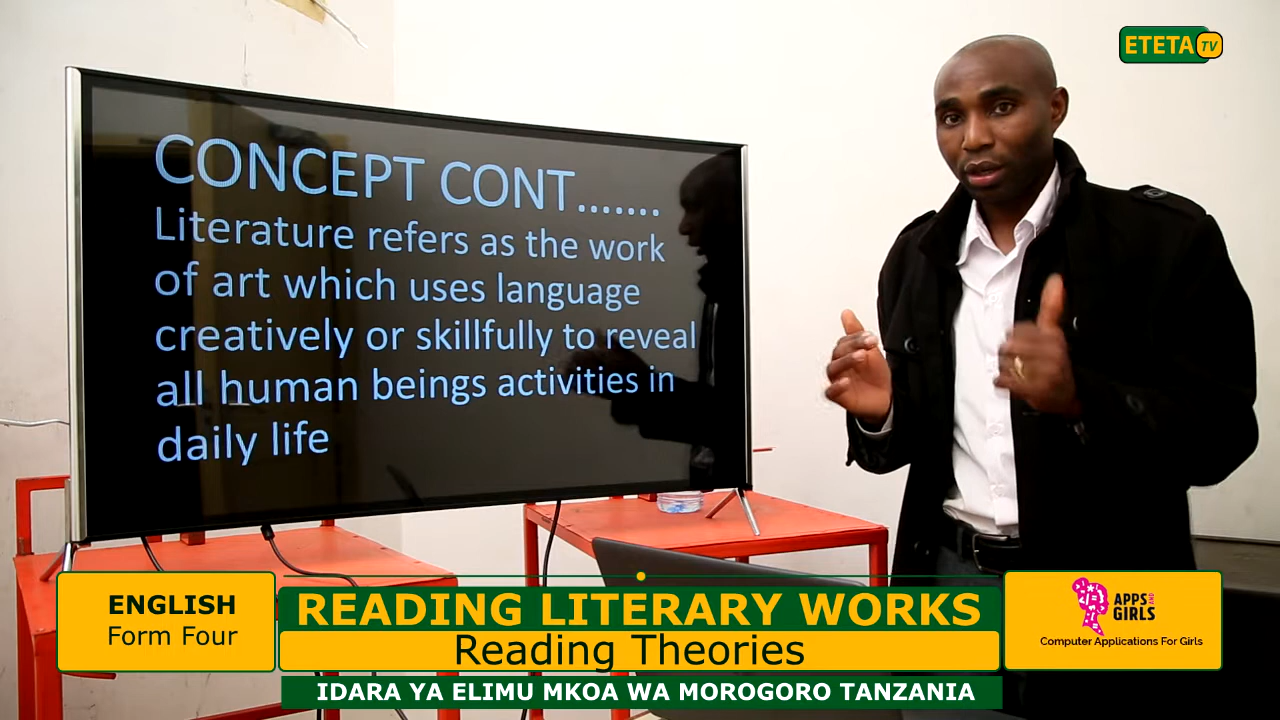 ETETA TV
CONCEPT CONT.......
Literature refers as the work
of art which uses language
creatively or skillfully to reveal
all human beings activities in
daily life
ENGLISH
Form Four
READING LITERARY WORKS
Reading Theories
APPS AND GIRLS
Computer Applications For Girls
IDARA YA ELIMU MKOA WA MOROGORO TANZANIA